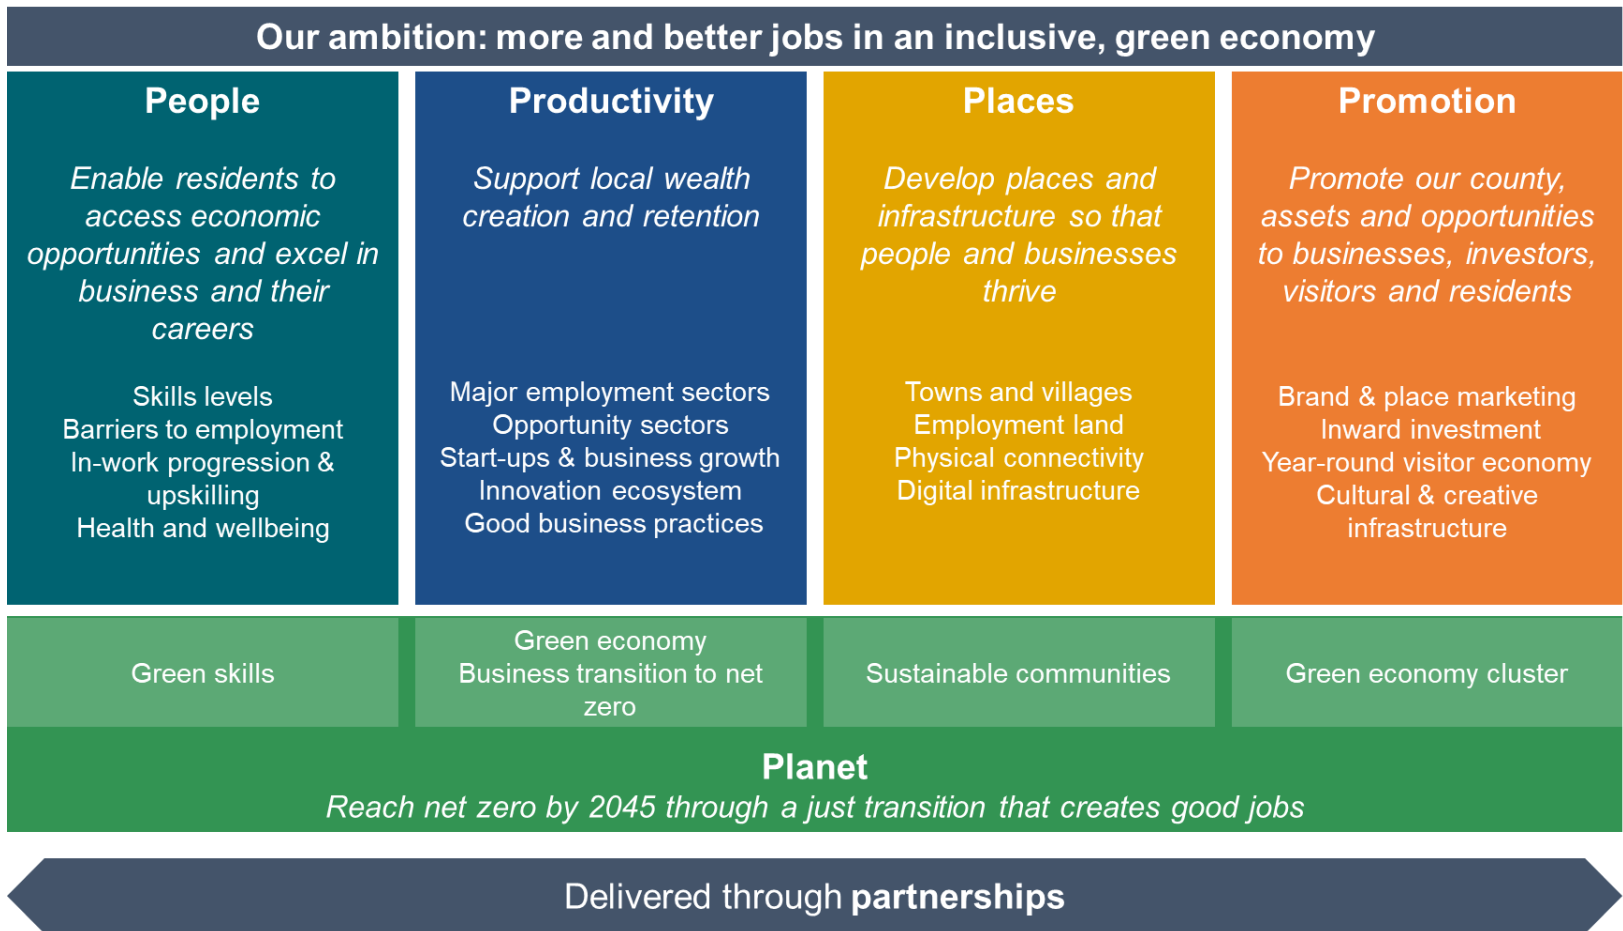 Our ambition: more and better jobs in an inclusive, green economy
People
Enable residents to
access economic
opportunities and excel in
business and their
careers
Skills levels
Barriers to employment
In-work progression &
upskilling
Health and wellbeing
Productivity
Support local wealth
creation and retention
Major employment sectors
Opportunity sectors
Start-ups & business growth
Innovation ecosystem
Good business practices
Places
Develop places and
infrastructure so that
people and businesses
thrive
Towns and villages
Employment land
Physical connectivity
Digital infrastructure
Promotion
Promote our county,
assets and opportunities
to businesses, investors,
visitors and residents
Brand & place marketing
Inward investment
Year-round visitor economy
Cultural & creative
infrastructure
Green skills
Green economy
Business transition to net
zero
Sustainable communities
Green economy cluster
Planet
Reach net zero by 2045 through a just transition that creates good jobs
Delivered through partnerships